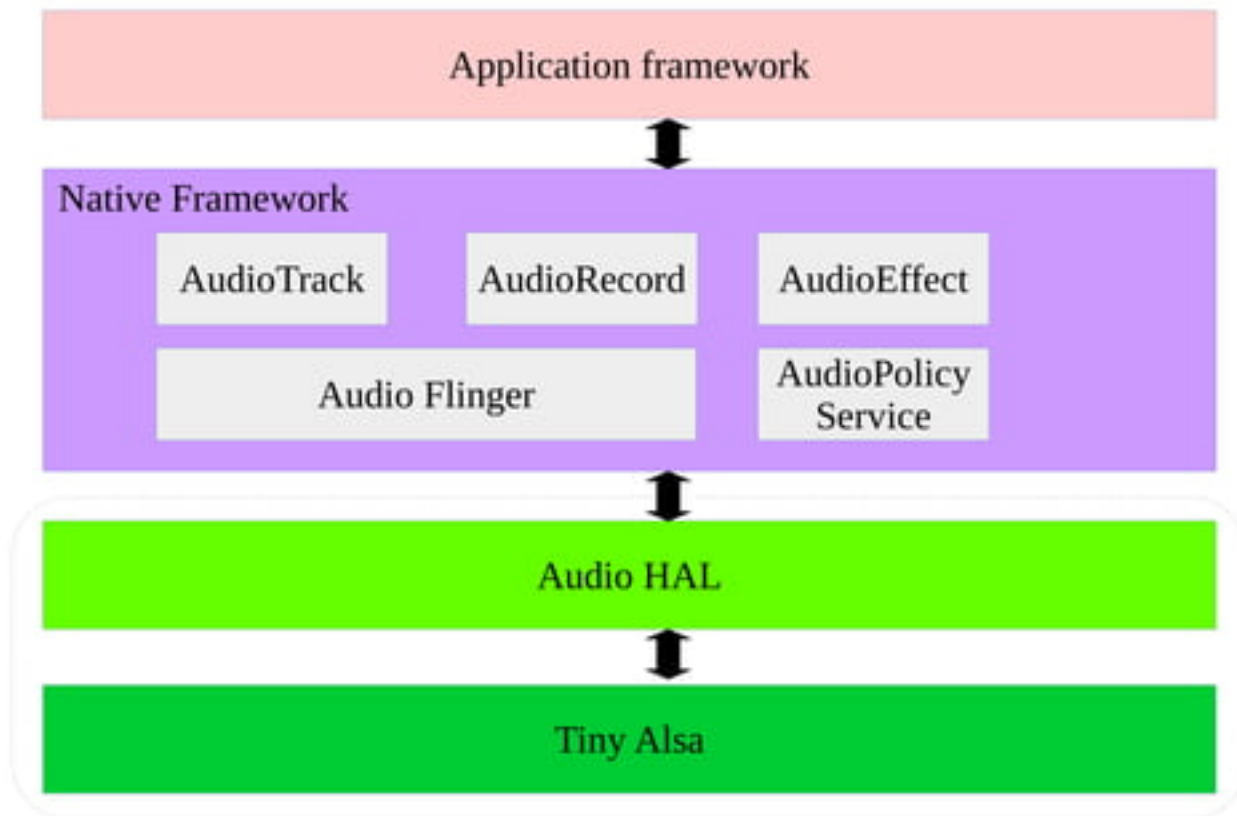 Application framework
Native Framework
AudioTrack
AudioRecord
AudioEffect
Audio Flinger
AudioPolicy
Service
Audio HAL
Tiny Alsa